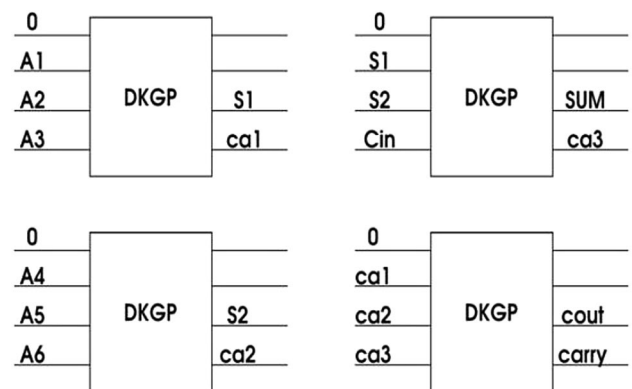 0
A1
A2 DKGP S1
A3 ca1
0
S1
S2 DKGP SUM
Cin ca3
0
A4
A5 DKGP S2
A6 ca2
0
ca1
ca2 DKGP cout
ca3 carry